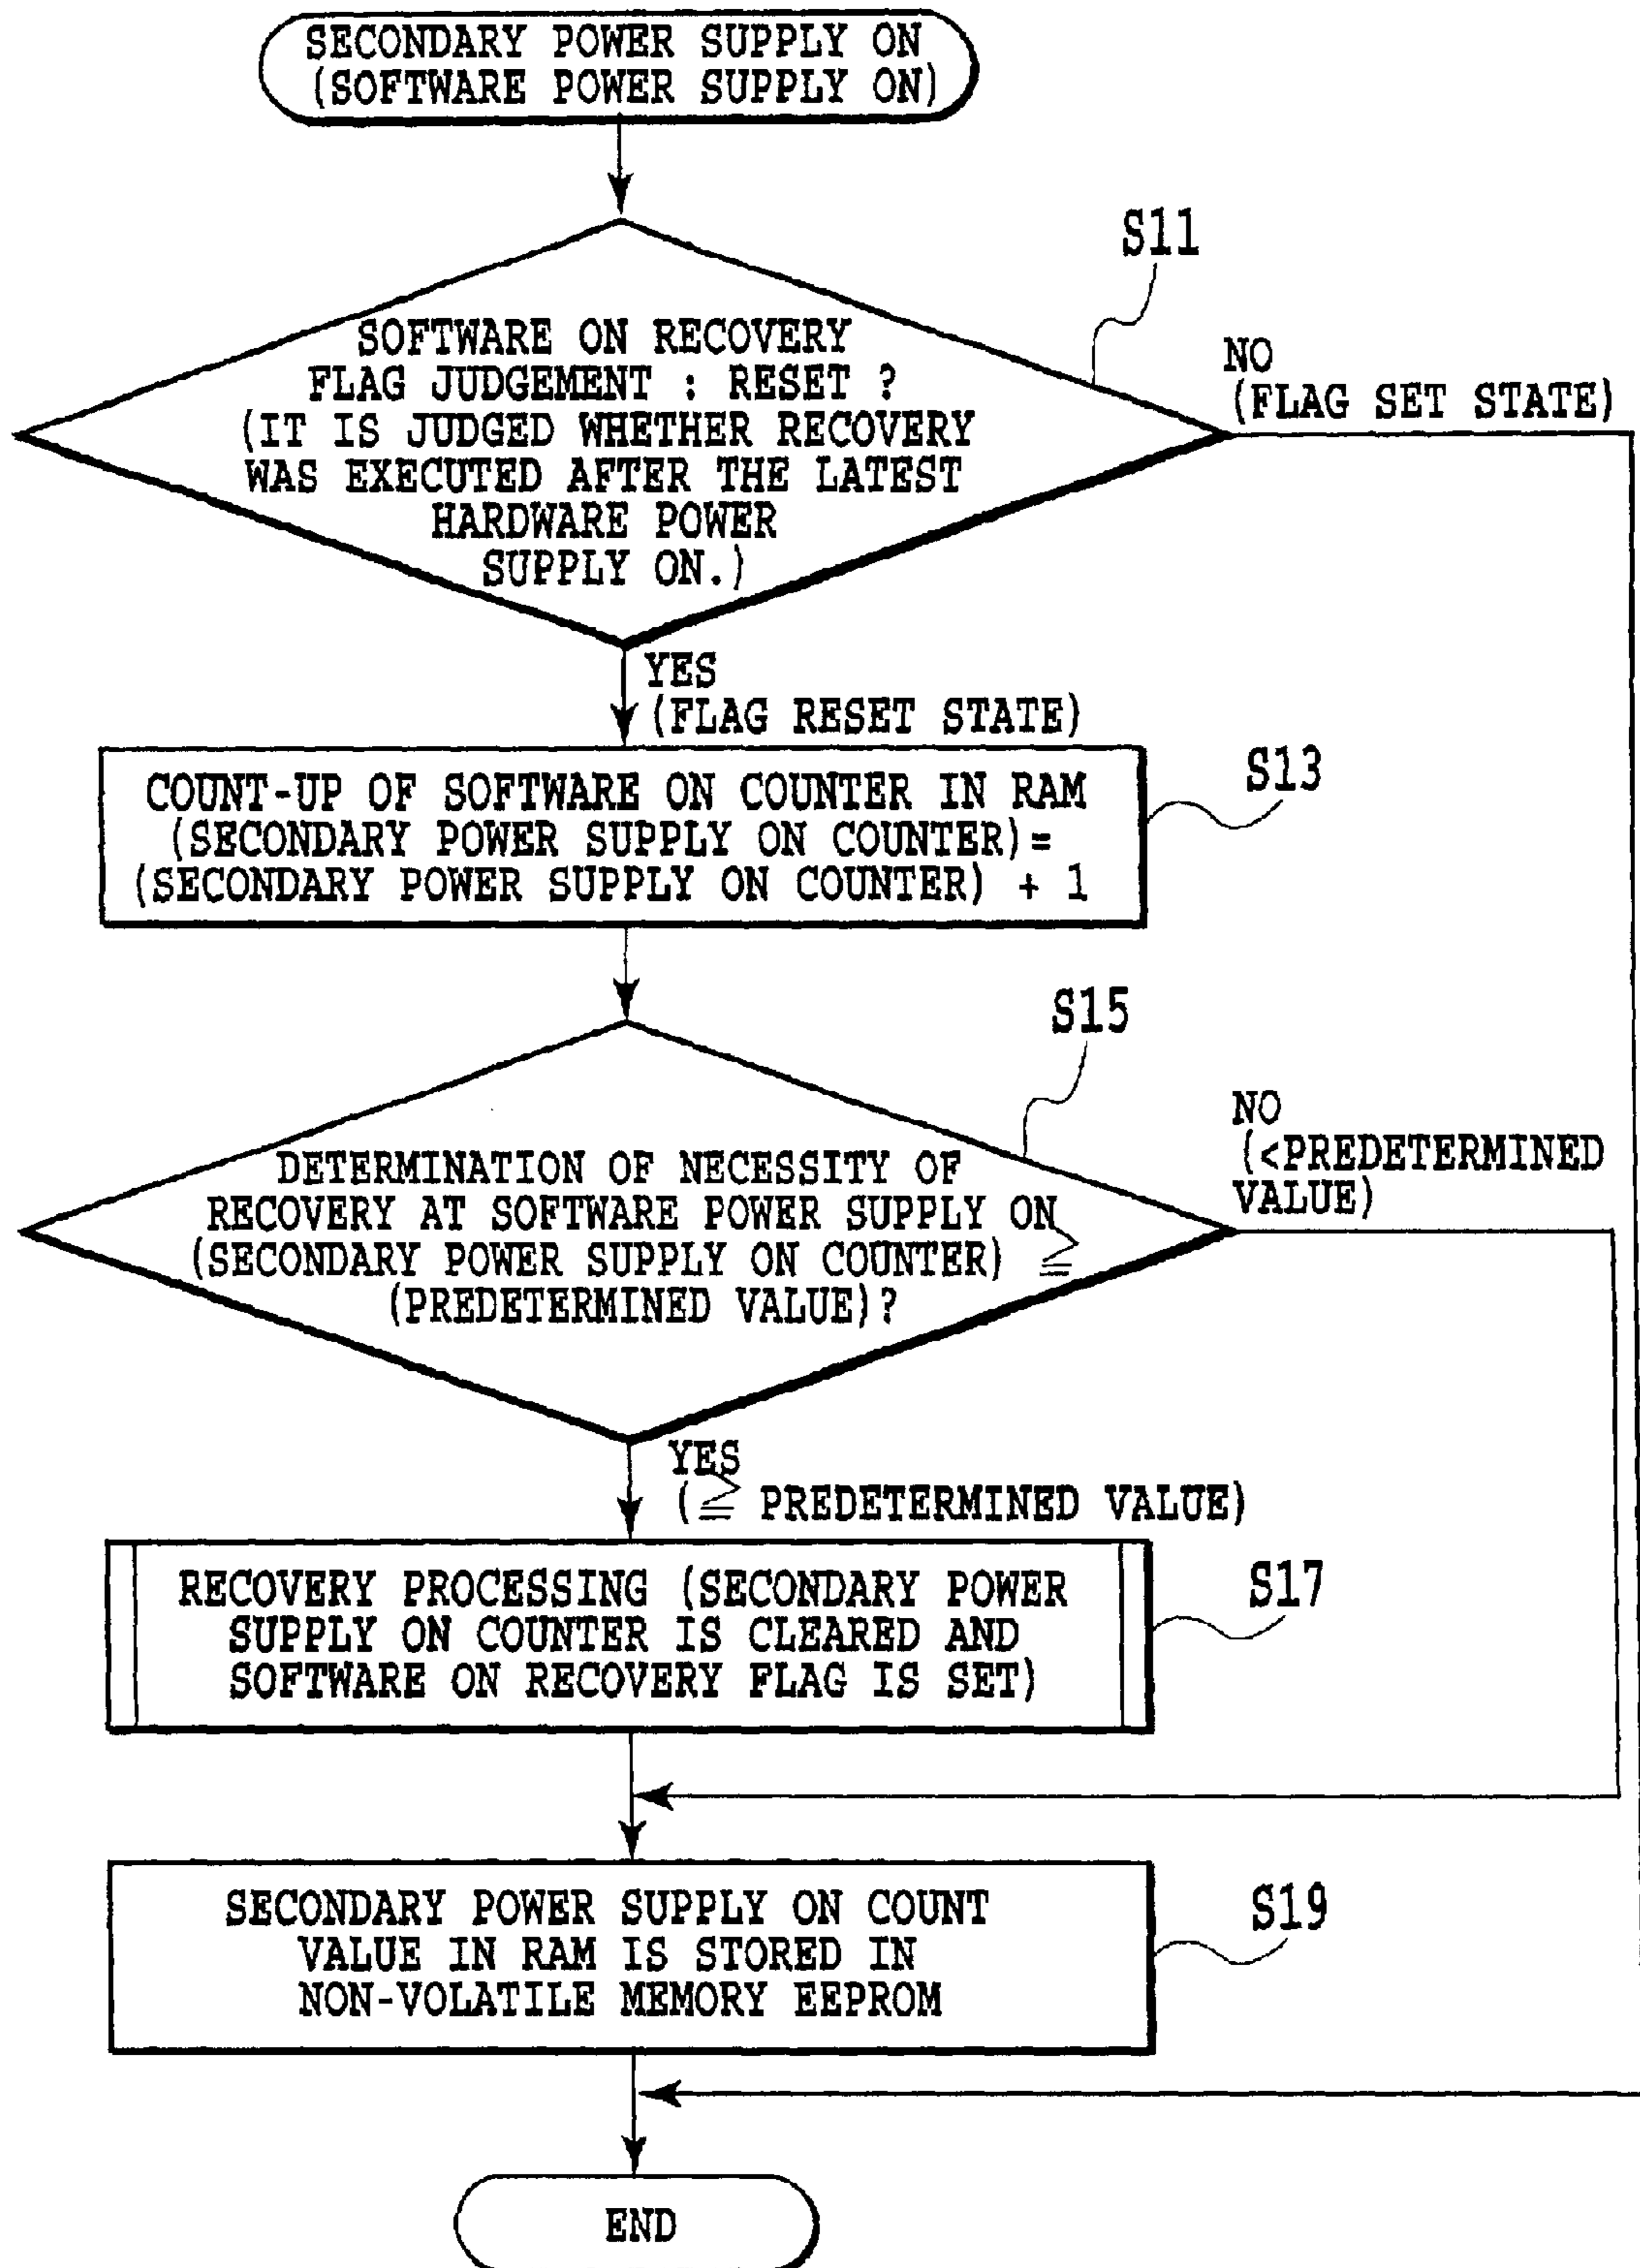 SECONDARY POWER SUPPLY ON
(SOFTWARE POWER SUPPLY ON)
S11
SOFTWARE ON RECOVERY
FLAG JUDGEMENT : RESET ?
(IT IS JUDGED WHETHER RECOVERY
WAS EXECUTED AFTER THE LATEST
HARDWARE POWER
SUPPLY ON.)
NO
(FLAG SET STATE)
YES
(FLAG RESET STATE)
COUNT-UP OF SOFTWARE ON COUNTER IN RAM
(SECONDARY POWER SUPPLY ON COUNTER)=
(SECONDARY POWER SUPPLY ON COUNTER) + 1
S13
S15
DETERMINATION OF NECESSITY OF
RECOVERY AT SOFTWARE POWER SUPPLY ON
(SECONDARY POWER SUPPLY ON COUNTER) ≧
(PREDETERMINED VALUE)?
NO
(<PREDETERMINED
VALUE)
YES
(≧ PREDETERMINED VALUE)
RECOVERY PROCESSING (SECONDARY POWER
SUPPLY ON COUNTER IS CLEARED AND
SOFTWARE ON RECOVERY FLAG IS SET)
S17
SECONDARY POWER SUPPLY ON COUNT
VALUE IN RAM IS STORED IN
NON-VOLATILE MEMORY EEPROM
S19
END